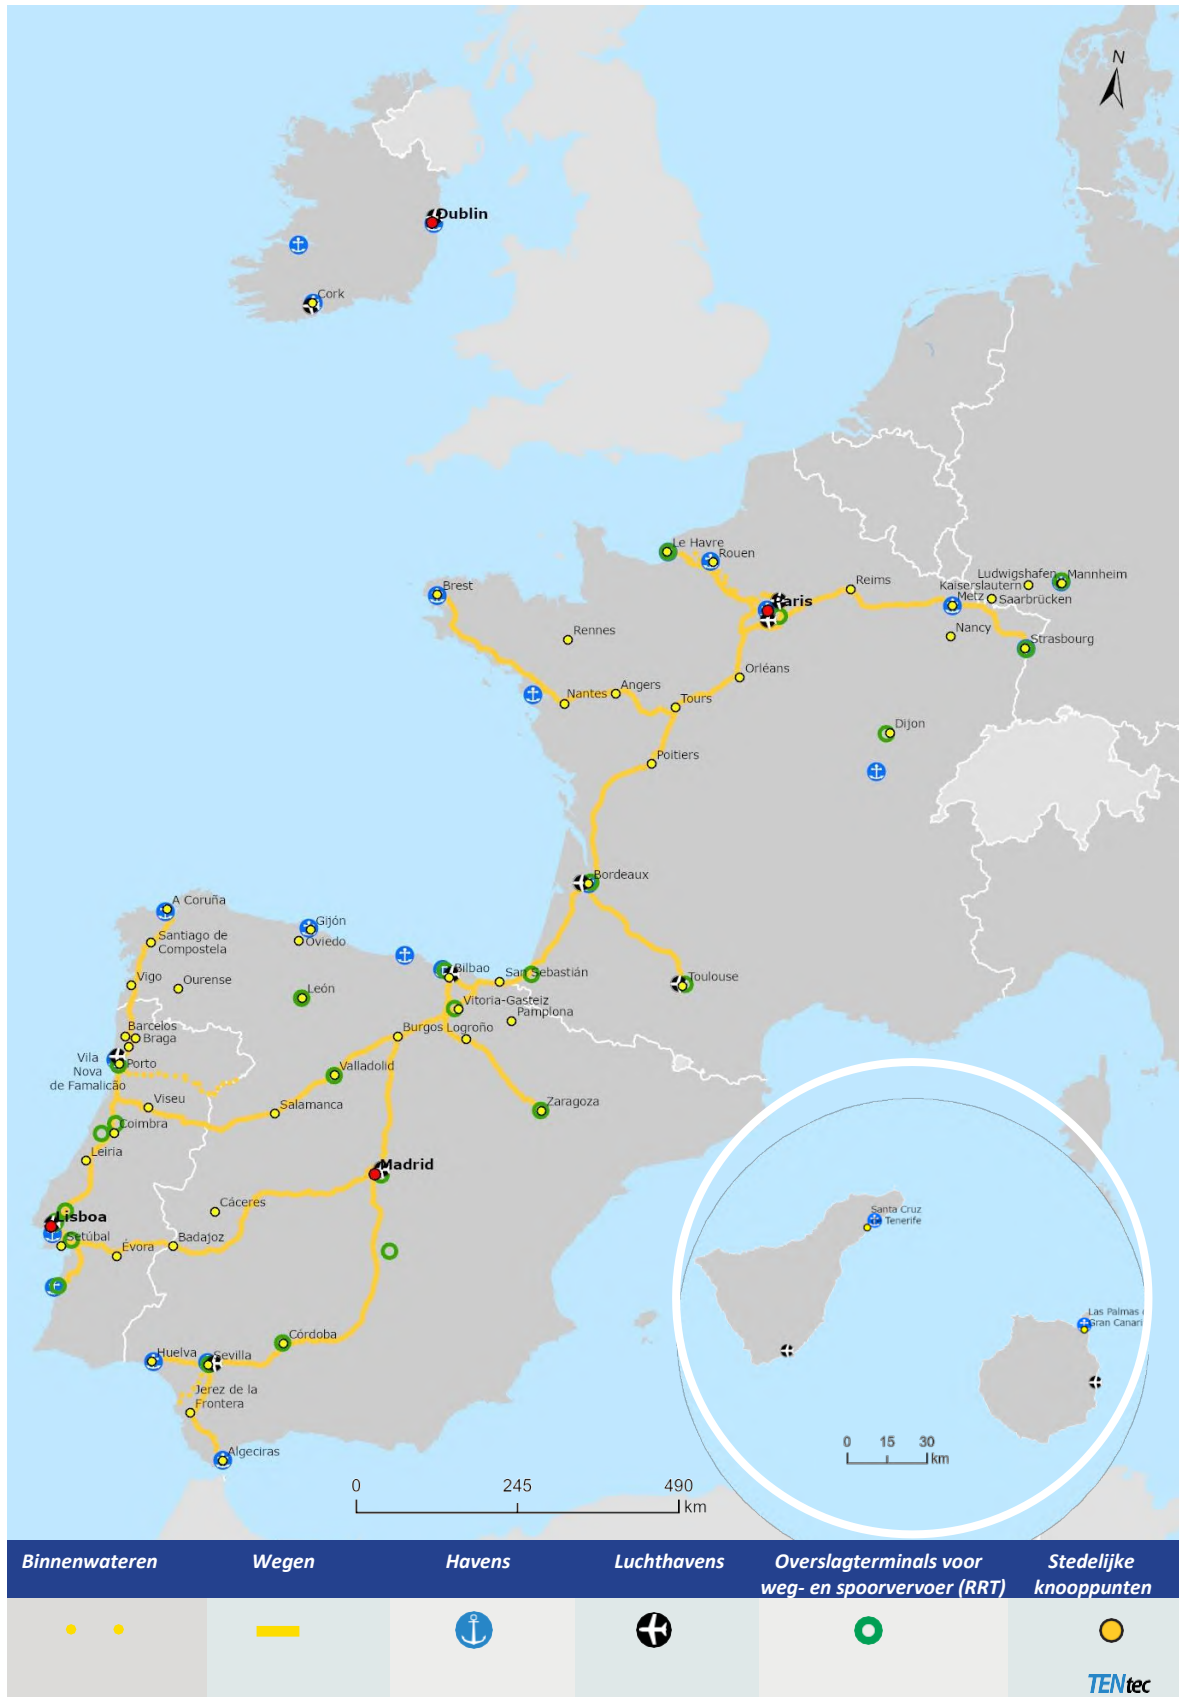 N
Dublin
Cork
Le Havre
Rouen
Reims
Ludwigshafen
Mannheim
Kaiserslautern
Metz
Saarbrücken
Brest
Paris
Rennes
Nancy
Strasbourg
Orléans
Nantes
Angers
Tours
Dijon
Poitiers
Bordeaux
A Coruña
Gijón
Santiago de
Compostela
Oviedo
Bilbao
San Sebastián
Toulouse
Vigo
Ourense
León
Vitoria-Gasteiz
Pamplona
Barcelos
Braga
Burgos
Logroño
Vila
Nova
de Famalicão
Porto
Valladolid
Viseu
Salamanca
Zaragoza
Coimbra
Leiria
Madrid
Cáceres
Lisboa
Setúbal
Évora
Badajoz
Santa Cruz
Tenerife
Las Palmas
Gran Canari
Córdoba
Huelva
Sevilla
Jerez de la
Frontera
Algeciras
0 15 30
km
0 245 490
km
Binnenwateren Wegen Havens Luchthavens Overslagterminals voor Stedelijke
weg- en spoorvervoer (RRT) knooppunten
TENtec